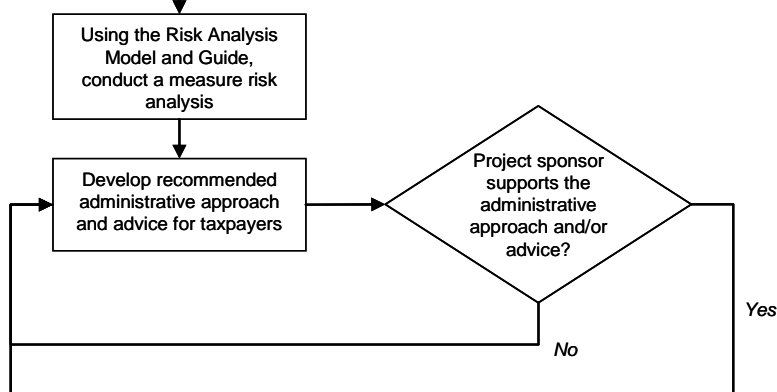 Using the Risk Analysis
Model and Guide,
conduct a measure risk
analysis
Develop recommended
administrative approach
and advice for taxpayers
Project sponsor
supports the
administrative
approach and/or
advice?
Yes
No